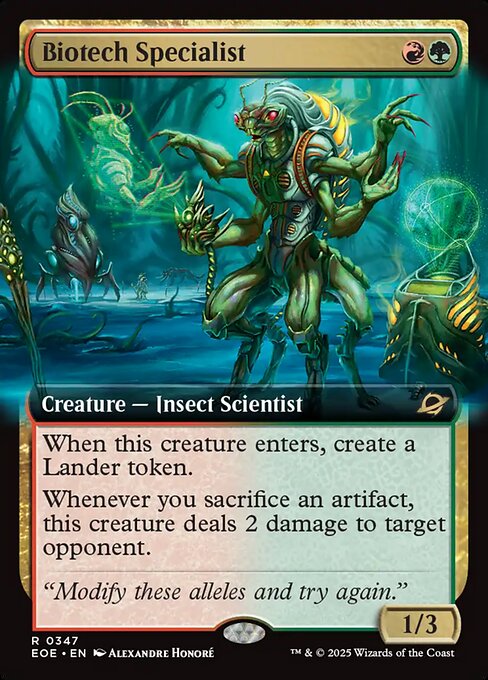 Biotech Specialist
Creature — Insect Scientist
When this creature enters, create a
Lander token.
Whenever you sacrifice an artifact,
this creature deals 2 damage to target
opponent.
“Modify these alleles and try again.”
1/3
R 0347
EOE • EN Alexandre Honoré
™ & © 2025 Wizards of the Coast